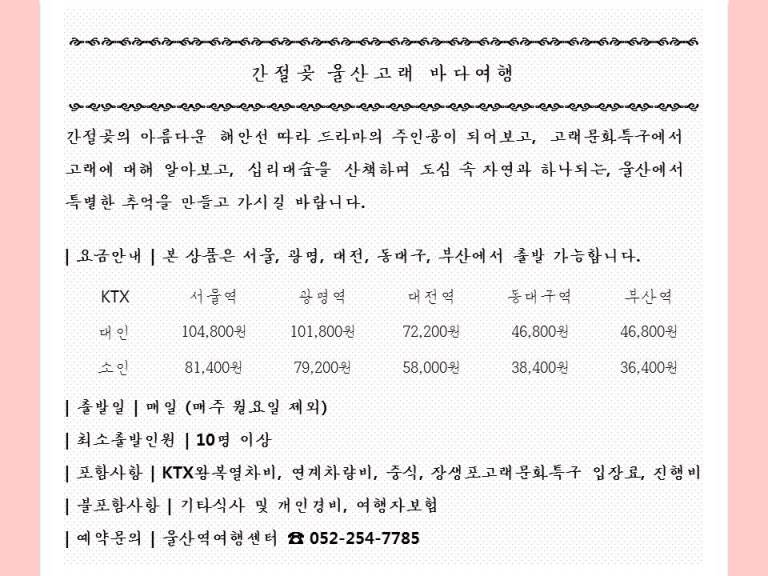 간절곶 울산고래 바다여행
간절곶의 아름다운 해안선 따라 드라마의 주인공이 되어보고, 고래문화특구에서
고래에 대해 알아보고, 십리대숲을 산책하며 도심 속 자연과 하나되는, 울산에서
특별한 추억을 만들고 가시길 바랍니다.
| 요금안내 | 본 상품은 서울, 광명, 대전, 동대구, 부산에서 출발 가능합니다.
KTX 서울역 광명역 대전역 동대구역 부산역
대인 104,800원 101,800원 72,200원 46,800원 46,800원
소인 81,400원 79,200원 58,000원 38,400원 36,400원
| 출발일 | 매일 (매주 월요일 제외)
| 최소출발인원 | 10명 이상
| 포함사항 | KTX왕복열차비, 연계차량비, 중식, 장생포고래문화특구 입장료, 진행비
| 불포함사항 | 기타식사 및 개인경비, 여행자보험
| 예약문의 | 울산역여행센터 ☎ 052-254-7785